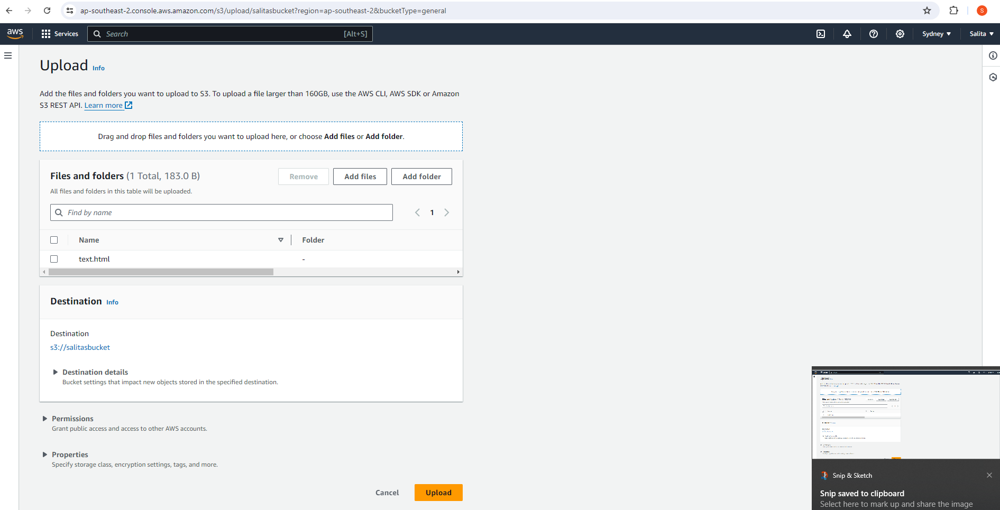 ap-southeast-2.console.aws.amazon.com/s3/upload/salitasbucket?region=ap-southeast-2&bucketType=general
S
aws
Services
Search
[Alt+S]
Sydney
Salita
Upload Info
Add the files and folders you want to upload to S3. To upload a file larger than 160GB, use the AWS CLI, AWS SDK or Amazon
S3 REST API. Learn more
Drag and drop files and folders you want to upload here, or choose Add files or Add folder.
Files and folders (1 Total, 183.0 B)
Remove
Add files
Add folder
All files and folders in this table will be uploaded.
Find by name
1
Name
Folder
text.html
-
Destination Info
Destination
s3://salitasbucket
Destination details
Bucket settings that impact new objects stored in the specified destination.
Permissions
Grant public access and access to other AWS accounts.
Properties
Specify storage class, encryption settings, tags, and more.
Cancel
Upload
Snip & Sketch
Snip saved to clipboard
Select here to mark up and share the image